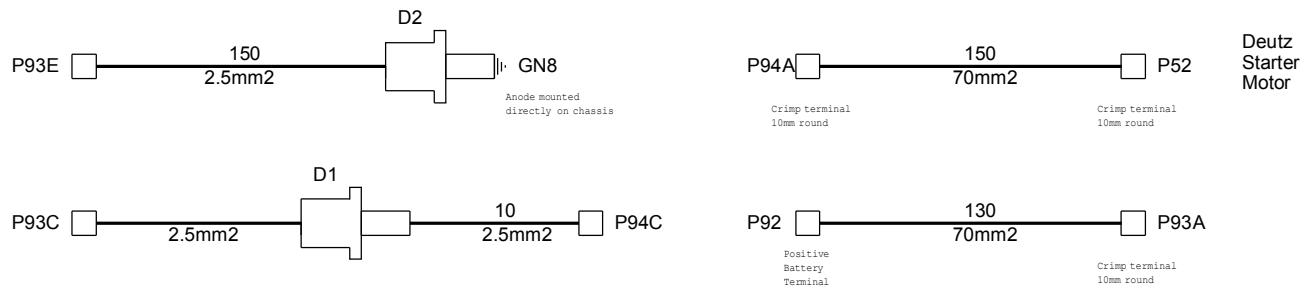 D2
P93E
150
2.5mm2
GN8
Anode mounted
directly on chassis
P94A
150
70mm2
P52
Crimp terminal
10mm round
Crimp terminal
10mm round
Deutz
Starter
Motor
D1
P93C
2.5mm2
10
2.5mm2
P94C
P92
130
70mm2
P93A
Positive
Battery
Terminal
Crimp terminal
10mm round